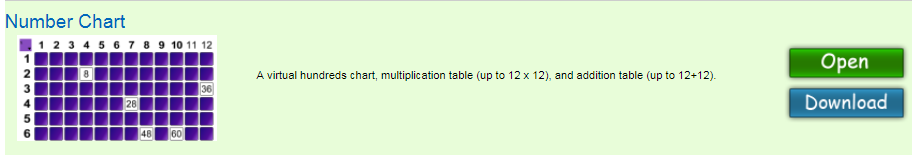 Number Chart
1 2 3 4 5 6 7 8 9 10 11 12
1
2 8
3 36
4 28
5
6 48 60
A virtual hundreds chart, multiplication table (up to 12 x 12), and addition table (up to 12+12).
Open
Download